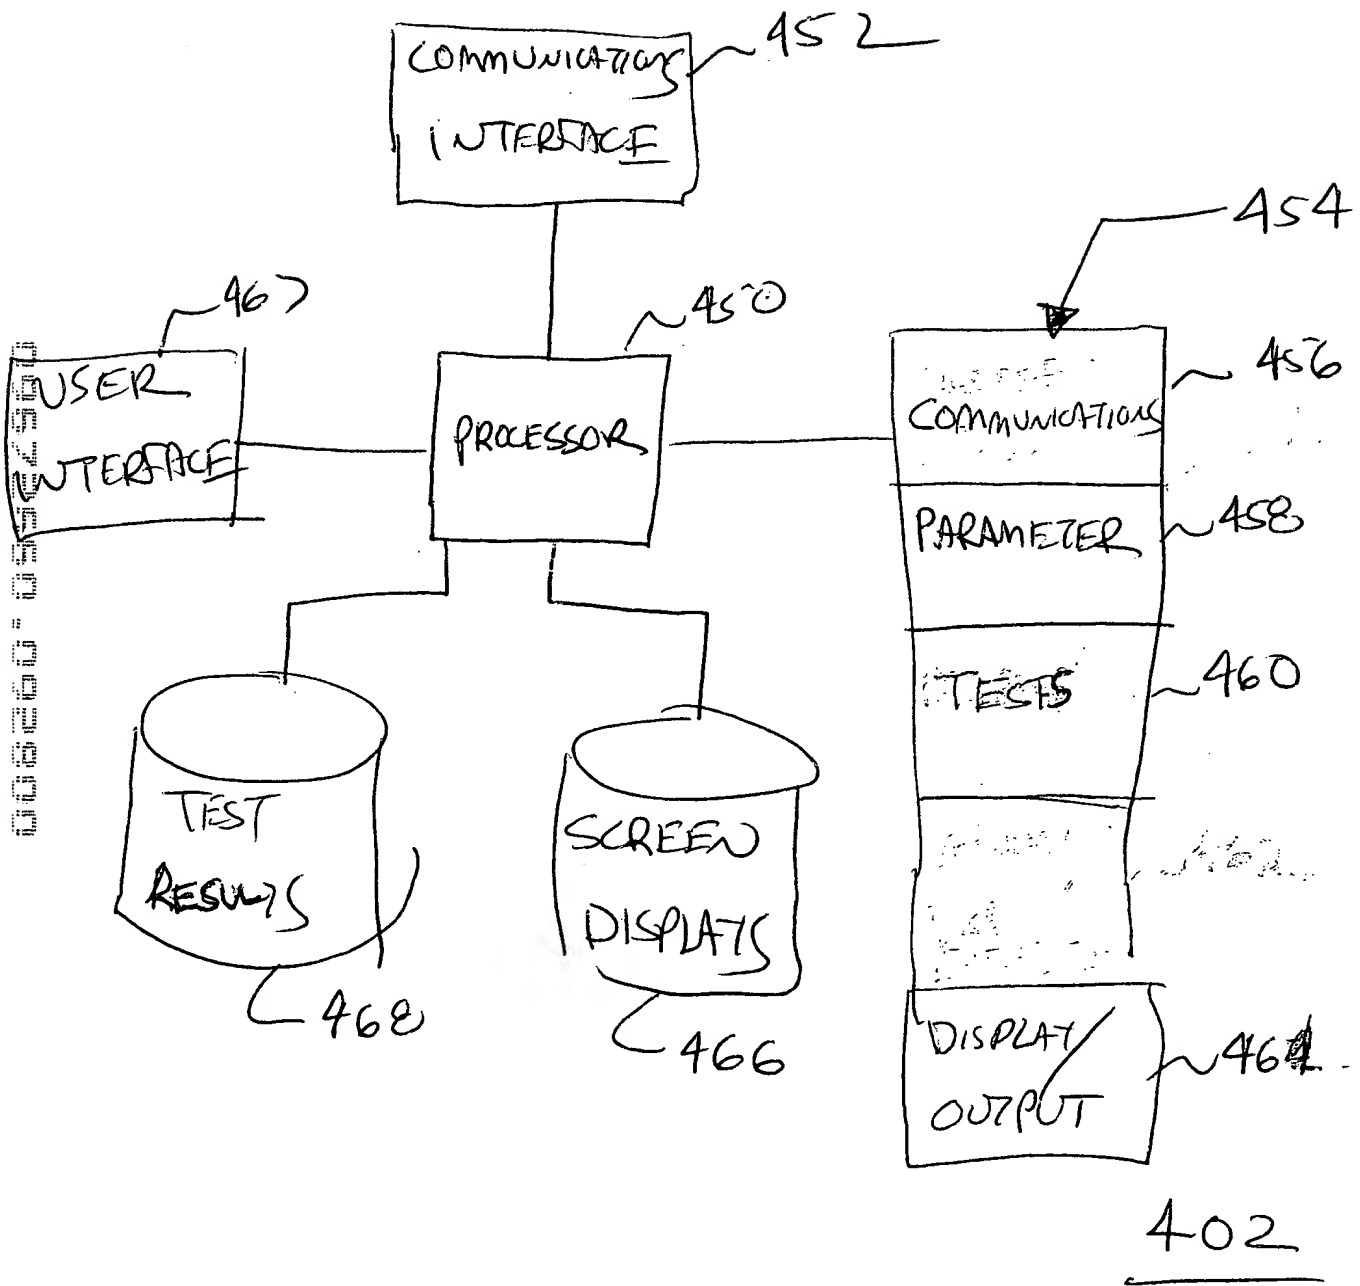 COMMUNICATIONS
INTERFACE
452
454
467
450
USER
INTERFACE
PROCESSOR
COMMUNICATIONS
456
PARAMETER
458
TESTS
460
TEST
RESULTS
468
SCREEN
DISPLAYS
466
DISPLAY/
OUTPUT
402